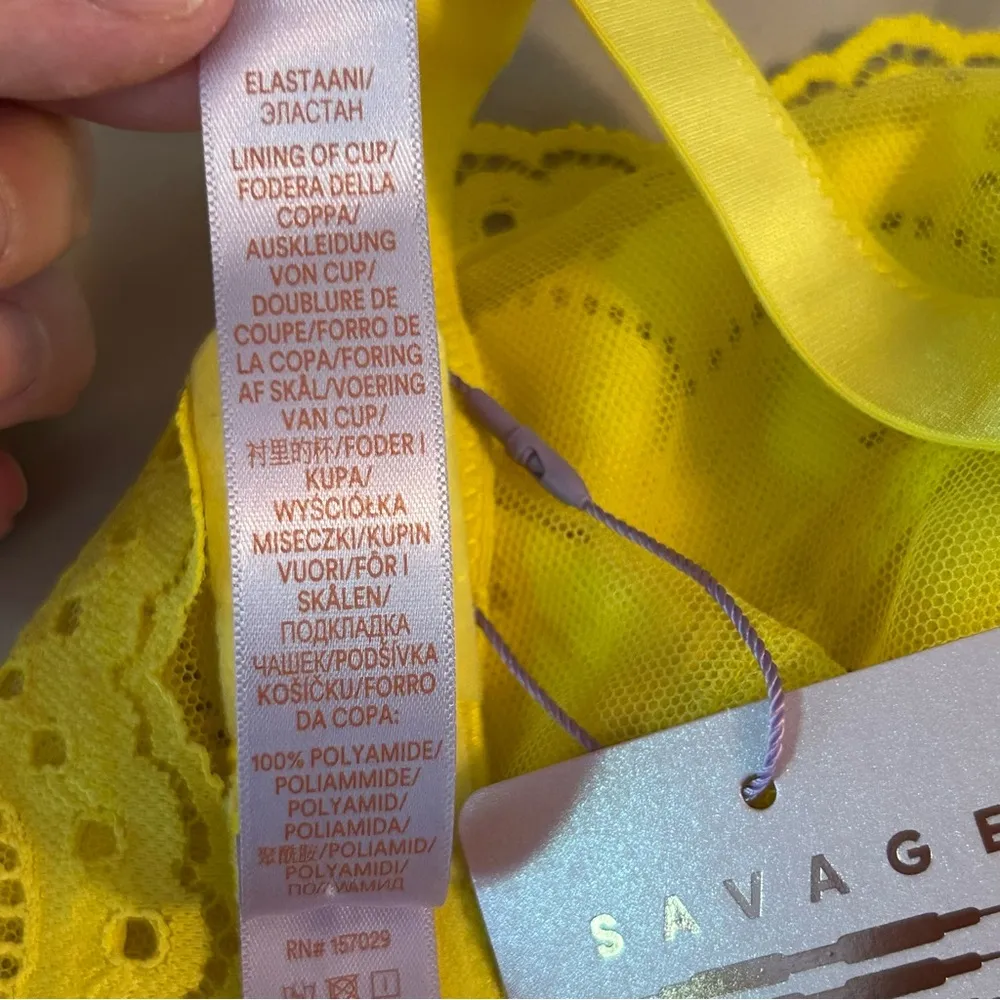 ELASTAANI/
ЭЛАСТАН
LINING OF CUP/
FODERA DELLA
COPPA/
AUSKLEIDUNG
VON CUP/
DOUBLURE DE
COUPE/FORRO DE
LA COPA/FORING
AF SKÅL/VOERING
VAN CUP/
衬里的杯/FODER I
KUPA/
WYŚCIÓŁKA
MISECZKI/KUPIN
VUORI/FÔR I
SKÅLEN/
ПОДКЛАДКА
ЧАШЕК/PODŠÍVKA
KOŠÍČKU/FORRO
DA COPA:
100% POLYAMIDE/
POLIAMMIDE/
POLYAMID/
POLIAMIDA/
聚酰胺/POLIAMID/
POLYAMIDI/
ПОЛИАМИД
RN# 157029
SAVAGE